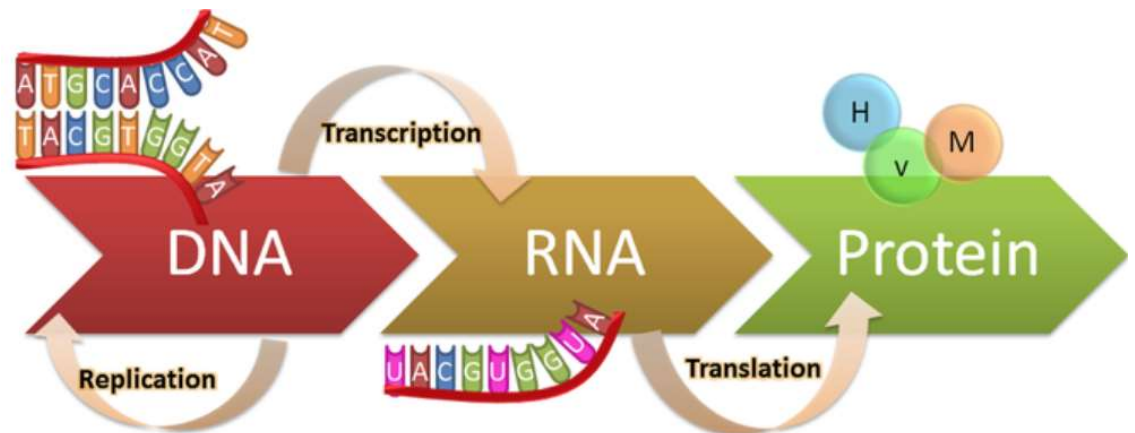 ATGCACCAT
TACGTGGTA
Transcription
H
V
M
DNA
RNA
Protein
Replication
UACGUGGUA
Translation